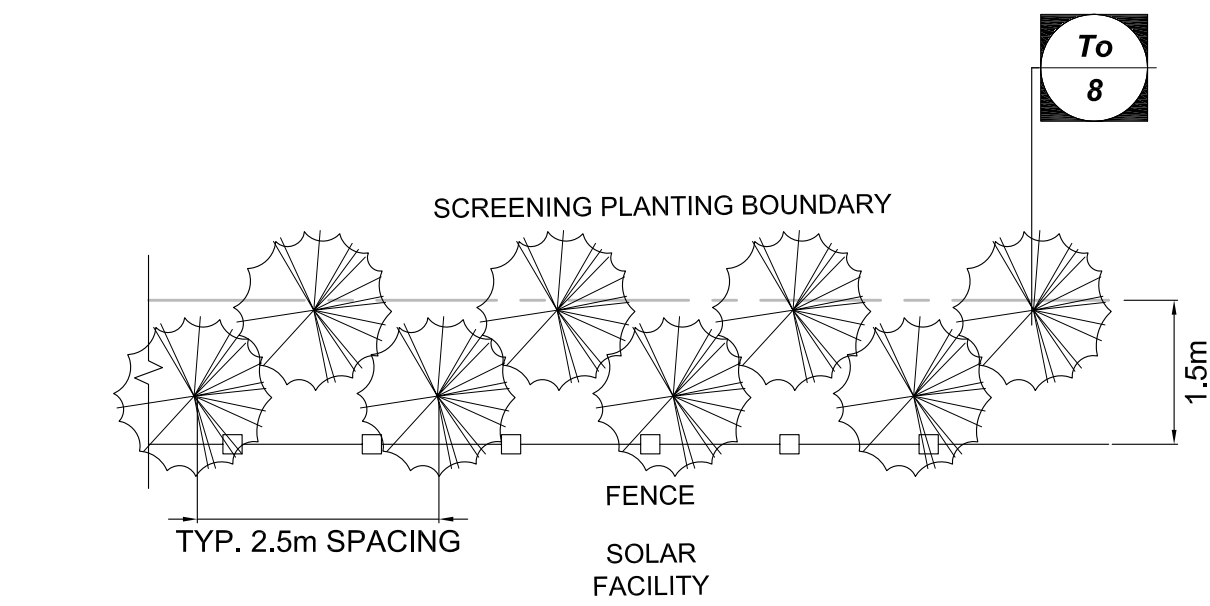 To
8
SCREENING PLANTING BOUNDARY
1.5m
FENCE
TYP. 2.5m SPACING
SOLAR
FACILITY